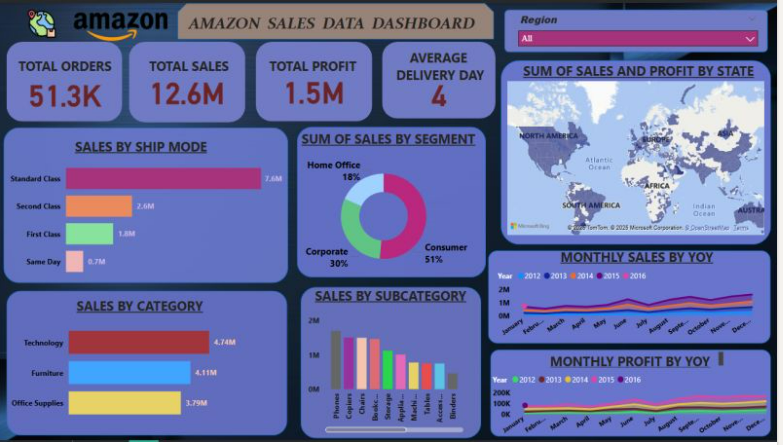 amazon
AMAZON SALES DATA DASHBOARD
Region
All
TOTAL ORDERS
51.3K
TOTAL SALES
12.6M
TOTAL PROFIT
1.5M
AVERAGE
DELIVERY DAY
4
SUM OF SALES AND PROFIT BY STATE
NORTH AMERICA
EUROPE
ASIA
Atlantic
Ocean
AFRICA
SOUTH AMERICA
Indian
Ocean
AUSTRA
Microsoft Bing
© 2025 TomTom, © 2025 Microsoft Corporation, © OpenStreetMap Terms
SALES BY SHIP MODE
Standard Class 7.6M
Second Class 2.6M
First Class 1.8M
Same Day 0.7M
SUM OF SALES BY SEGMENT
Home Office
18%
Corporate
30%
Consumer
51%
SALES BY CATEGORY
Technology 4.74M
Furniture 4.11M
Office Supplies 3.79M
SALES BY SUBCATEGORY
2M
1M
0M
Phones
Copiers
Chairs
Bookc...
Storage
Applia...
Machi...
Tables
Access...
Binders
MONTHLY SALES BY YOY
Year 2012 2013 2014 2015 2016
2M
1M
0M
January Febru... March April May June July August Septe... October Nove... Dece...
MONTHLY PROFIT BY YOY
Year 2012 2013 2014 2015 2016
200K
100K
0K
January Febru... March April May June July August Septe... October Nove... Dece...